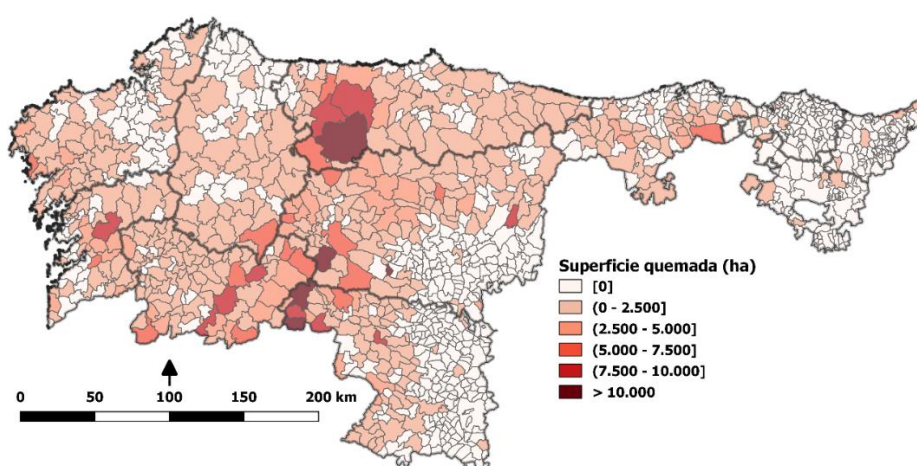 Superficie quemada (ha)
[0]
(0 - 2.500]
(2.500 - 5.000]
(5.000 - 7.500]
(7.500 - 10.000]
> 10.000
0 50 100 150 200 km